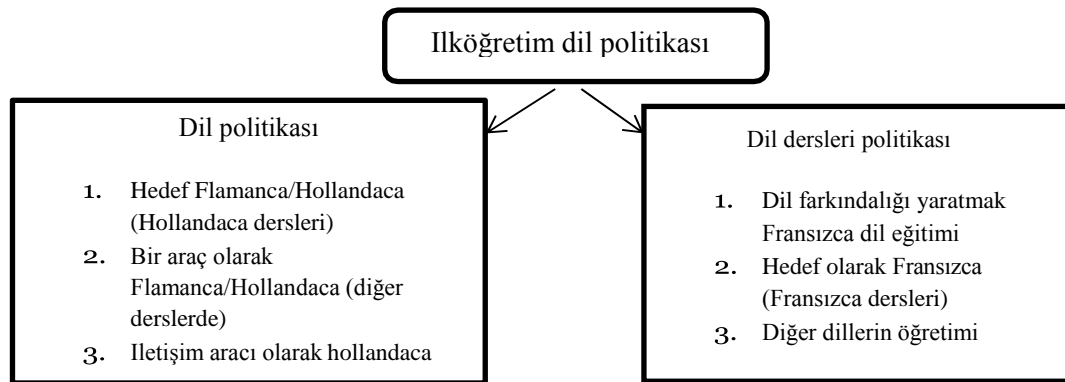 Ilköğretim dil politikası
Dil politikası
1. Hedef Flamanca/Hollandaca
(Hollandaca dersleri)
2. Bir araç olarak
Flamanca/Hollandaca (diğer
derslerde)
3. Iletişim aracı olarak hollandaca
Dil dersleri politikası
1. Dil farkındalığı yaratmak
Fransızca dil eğitimi
2. Hedef olarak Fransızca
(Fransızca dersleri)
3. Diğer dillerin öğretimi